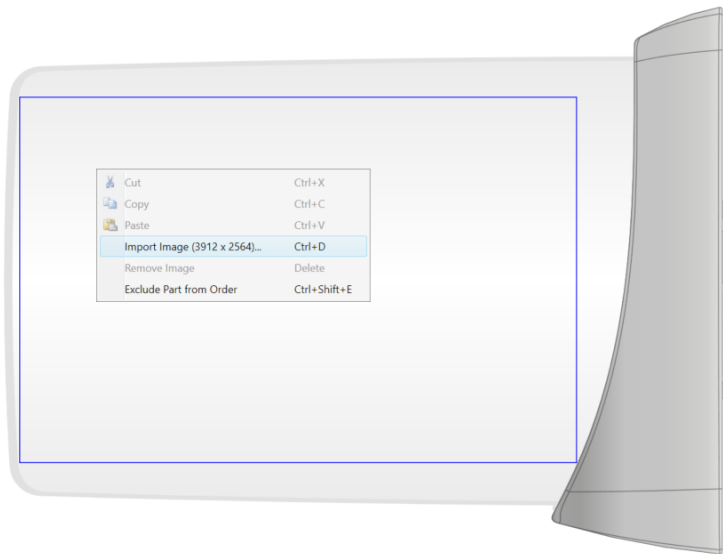 Cut Ctrl+X
Copy Ctrl+C
Paste Ctrl+V
Import Image (3912 x 2564)... Ctrl+D
Remove Image Delete
Exclude Part from Order Ctrl+Shift+E